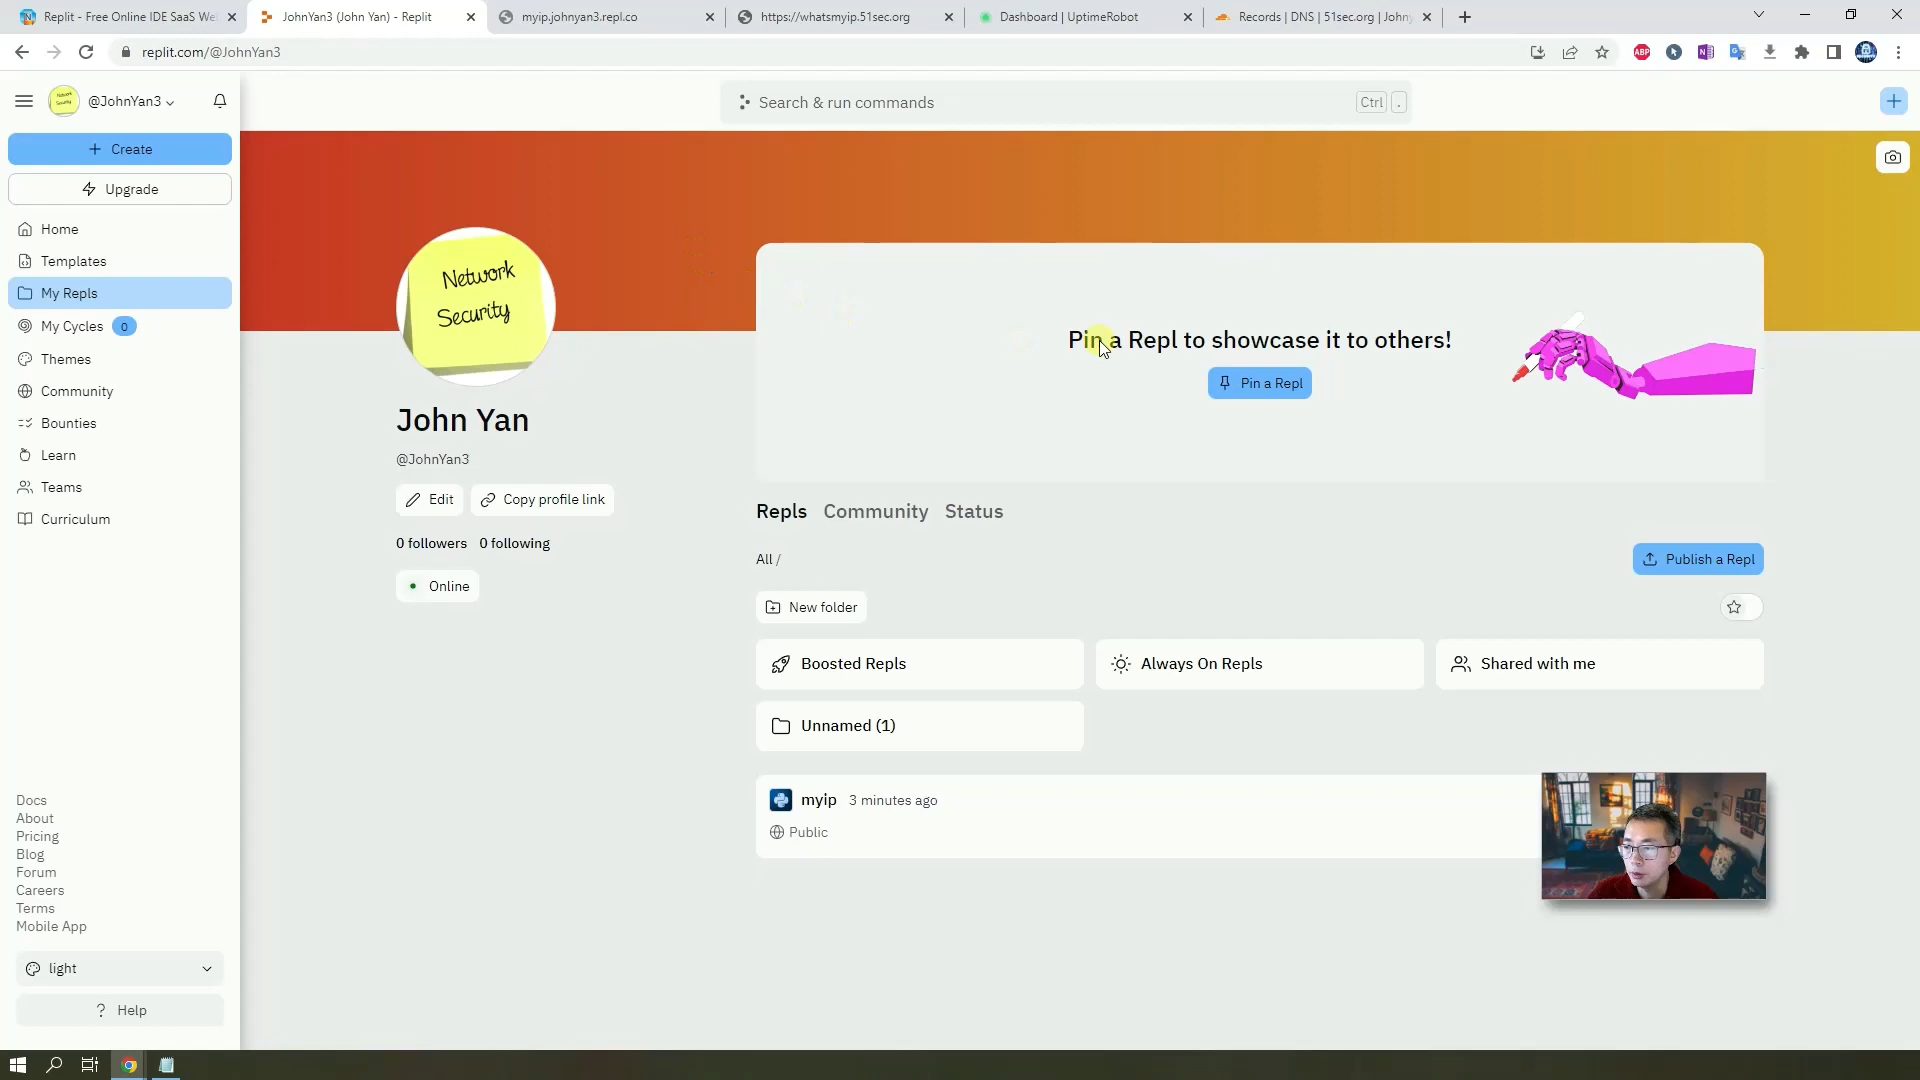 Replit - Free Online IDE SaaS We
JohnYan3 (John Yan) - Replit
myip.johnyan3.repl.co
https://whatsmyip.51sec.org
Dashboard | UptimeRobot
Records | DNS | 51sec.org | Johny
replit.com/@JohnYan3
ABP
@JohnYan3
Search & run commands
Ctrl .
Create
Upgrade
Home
Templates
My Repls
My Cycles 0
Themes
Community
Bounties
Learn
Teams
Curriculum
Docs
About
Pricing
Blog
Forum
Careers
Terms
Mobile App
light
? Help
Network
Security
John Yan
@JohnYan3
Edit
Copy profile link
0 followers 0 following
Online
Pin a Repl to showcase it to others!
Pin a Repl
Repls Community Status
All /
Publish a Repl
New folder
Boosted Repls
Always On Repls
Shared with me
Unnamed (1)
myip 3 minutes ago
Public